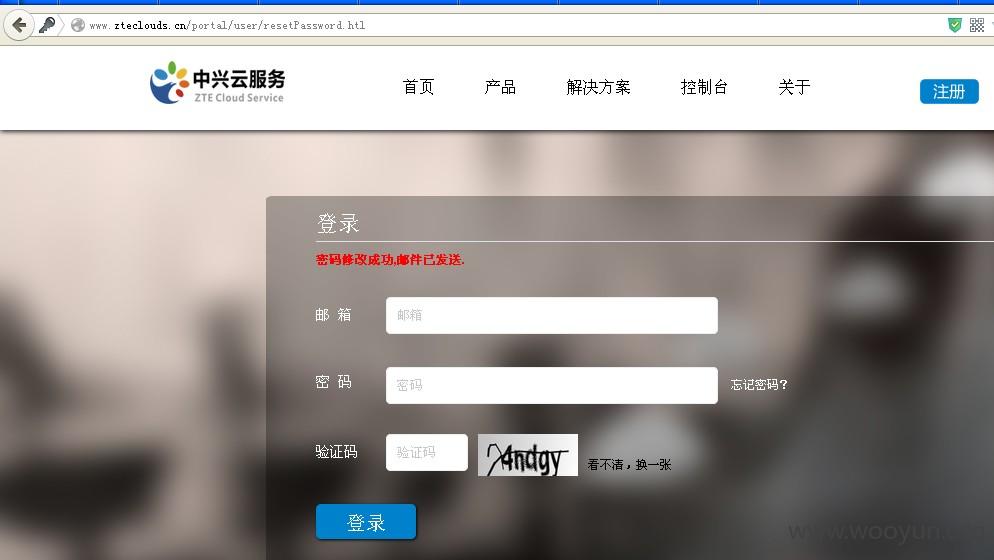 www.zteclouds.cn/portal/user/resetPassword.htl
中兴云服务
ZTE Cloud Service
首页 产品 解决方案 控制台 关于 注册
登录
密码修改成功,邮件已发送.
邮 箱 邮箱
密 码 密码 忘记密码?
验证码 验证码 看不清，换一张
登录
www.wooyun.org